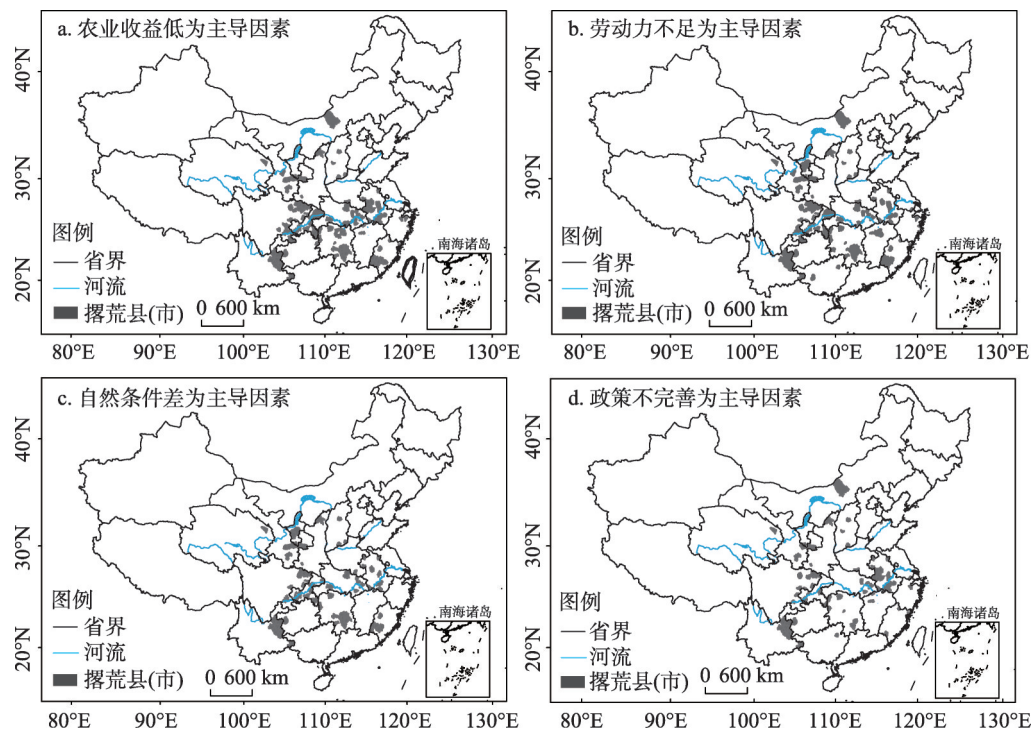 a. 农业收益低为主导因素
40°N
30°N
20°N
图例
省界
河流
撂荒县(市)
0 600 km
南海诸岛
80°E 90°E 100°E 110°E 120°E 130°E
b. 劳动力不足为主导因素
40°N
30°N
20°N
图例
省界
河流
撂荒县(市)
0 600 km
南海诸岛
80°E 90°E 100°E 110°E 120°E 130°E
c. 自然条件差为主导因素
40°N
30°N
20°N
图例
省界
河流
撂荒县(市)
0 600 km
南海诸岛
80°E 90°E 100°E 110°E 120°E 130°E
d. 政策不完善为主导因素
40°N
30°N
20°N
图例
省界
河流
撂荒县(市)
0 600 km
南海诸岛
80°E 90°E 100°E 110°E 120°E 130°E